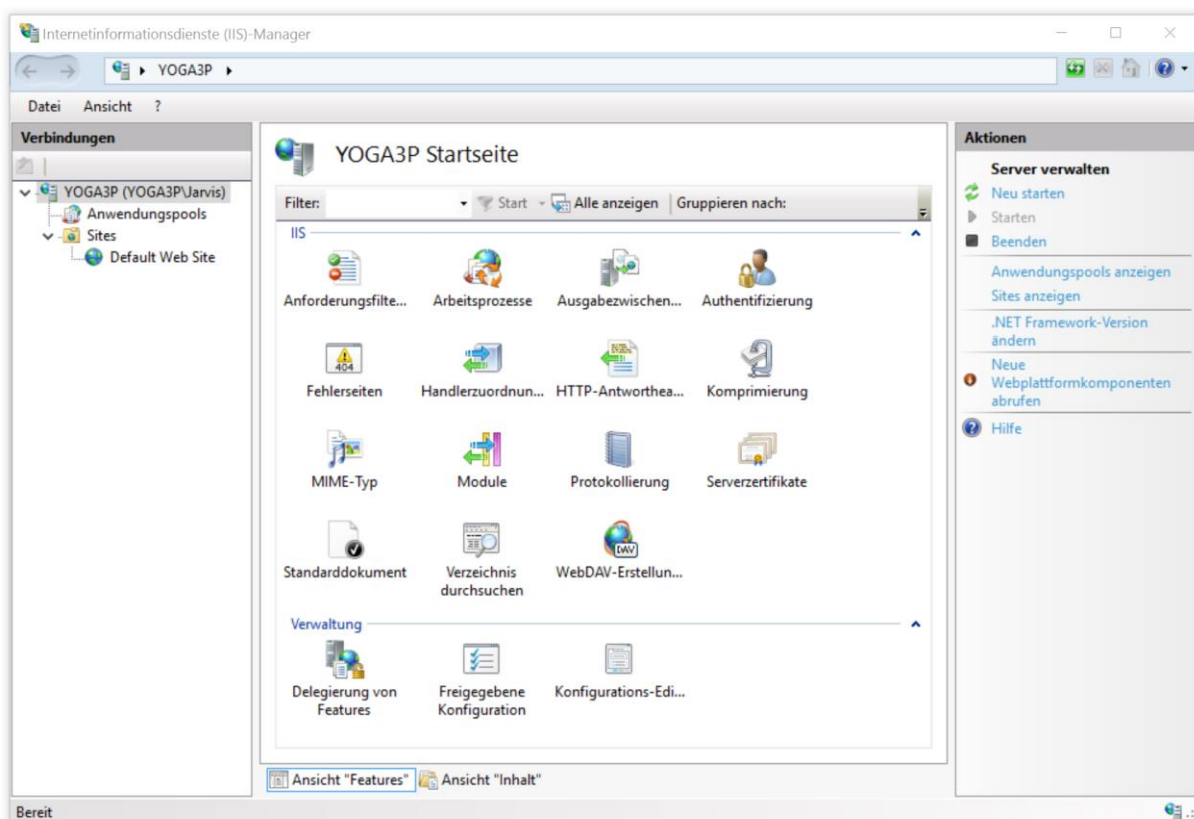 Internetinformationsdienste (IIS)-Manager
YOGA3P
Datei Ansicht ?
Verbindungen
YOGA3P (YOGA3P\Jarvis)
Anwendungspools
Sites
Default Web Site
YOGA3P Startseite
Filter: Start Alle anzeigen Gruppieren nach:
IIS
Anforderungsfilte... Arbeitsprozesse Ausgabezwischen... Authentifizierung
404
Fehlerseiten Handlerzuordnun... HTTP-Antworthea... Komprimierung
MIME-Typ Module Protokollierung Serverzertifikate
DAV
Standarddokument Verzeichnis WebDAV-Erstellun...
durchsuchen
Verwaltung
Delegierung von Freigegebene Konfigurations-Edi...
Features Konfiguration
Ansicht "Features" Ansicht "Inhalt"
Aktionen
Server verwalten
Neu starten
Starten
Beenden
Anwendungspools anzeigen
Sites anzeigen
.NET Framework-Version
ändern
Neue
Webplattformkomponenten
abrufen
Hilfe
Bereit